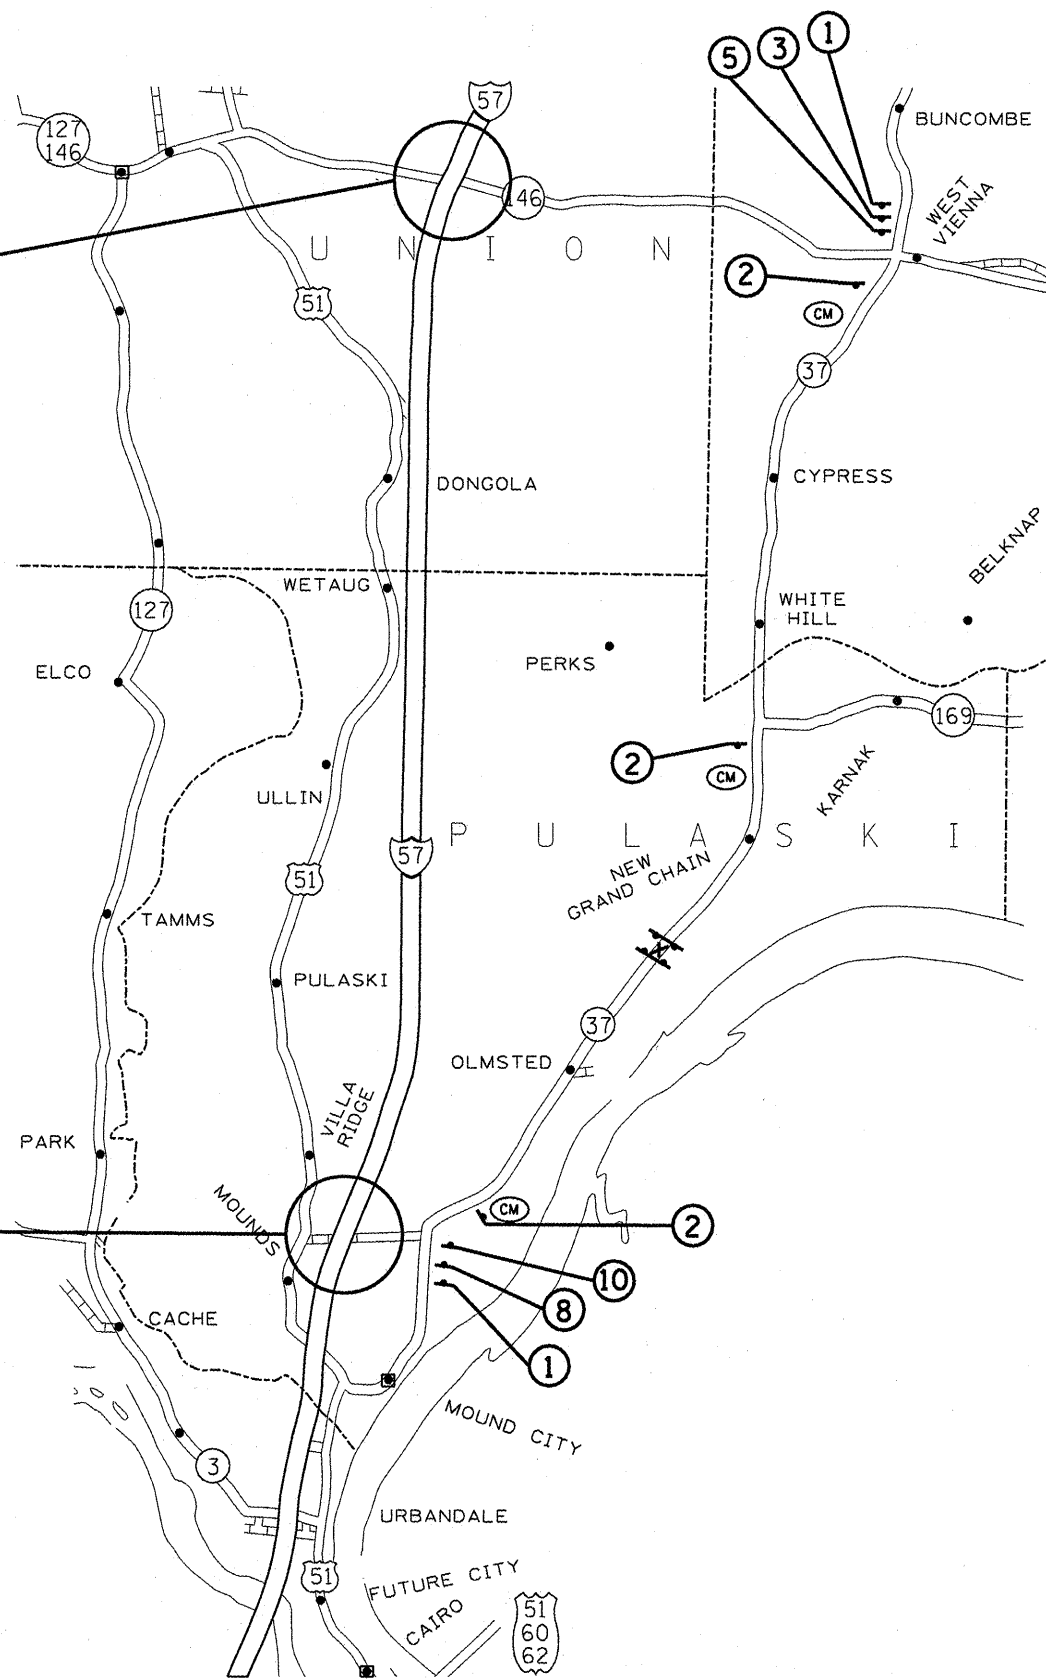 1
3
5
57
BUNCOMBE
127
146
146
WEST
VIENNA
UNION
2
51
CM
37
CYPRESS
DONGOLA
BELKNAP
WETAUG
127
WHITE
HILL
PERKS
ELCO
169
2
CM
KARNAK
ULLIN
PULASKI
57
51
NEW
GRAND CHAIN
TAMMS
X
PULASKI
37
OLMSTED
VILLA
RIDGE
PARK
MOUNDS
CM
2
10
8
CACHE
1
MOUND CITY
3
URBANDALE
51
FUTURE CITY
CAIRO
51
60
62